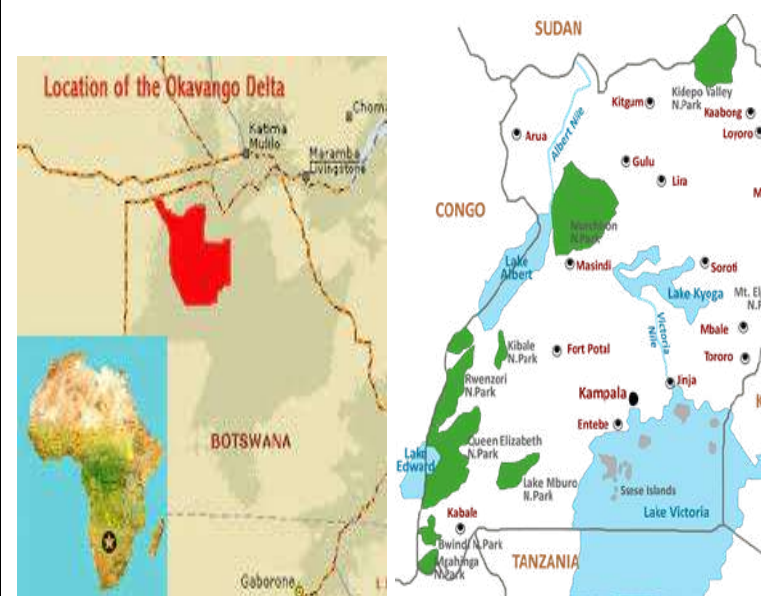 Location of the Okavango Delta
Katima
Mulilo
Maramba
Livingstone
BOTSWANA
Gaborone
SUDAN
Kidepo Valley
N.Park
Kitgum
Kaabong
Loyoro
Arua
Albert Nile
Gulu
Lira
CONGO
N.Park
Masindi
Lake
Albert
Soroti
Lake Kyoga
Victoria
Nile
Mbale
Tororo
Kibale
N.Park
Fort Potal
Rwenzori
N.Park
Jinja
Kampala
Entebe
Queen Elizabeth
N.Park
Lake
Edward
Lake Mburo
N.Park
Ssese Islands
Lake Victoria
Kabale
Bwindi N.Park
Mgahinga
N.Park
TANZANIA